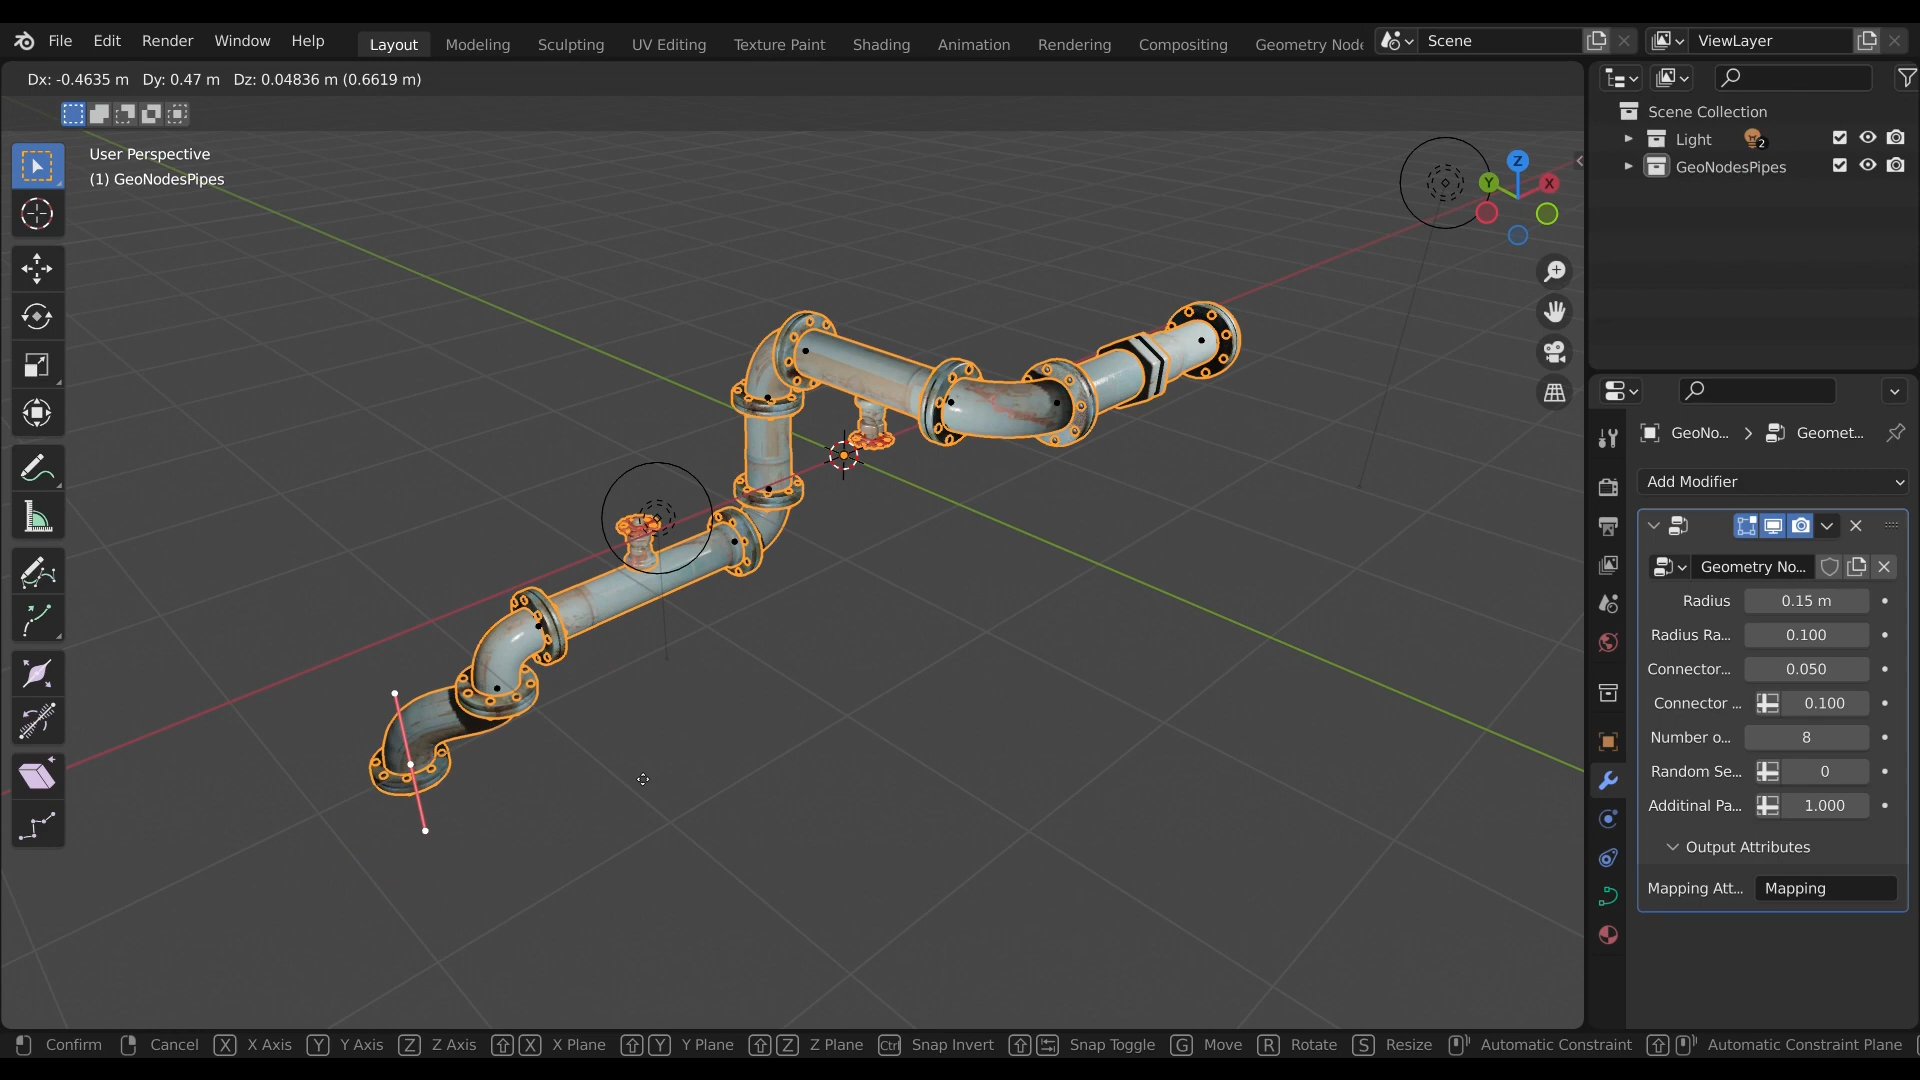 File Edit Render Window Help Layout Modeling Sculpting UV Editing Texture Paint Shading Animation Rendering Compositing Geometry Node Scene ViewLayer
Dx: -0.4635 m Dy: 0.47 m Dz: 0.04836 m (0.6619 m)
User Perspective
(1) GeoNodesPipes
Z
Y
X
Scene Collection
Light 2
GeoNodesPipes
GeoNo... Geomet...
Add Modifier
Geometry No...
Radius 0.15 m
Radius Ra... 0.100
Connector... 0.050
Connector ... 0.100
Number o... 8
Random Se... 0
Additinal Pa... 1.000
Output Attributes
Mapping Att... Mapping
Confirm Cancel X X Axis Y Y Axis Z Z Axis X X Plane Y Y Plane Z Z Plane Ctrl Snap Invert Snap Toggle G Move R Rotate S Resize Automatic Constraint Automatic Constraint Plane